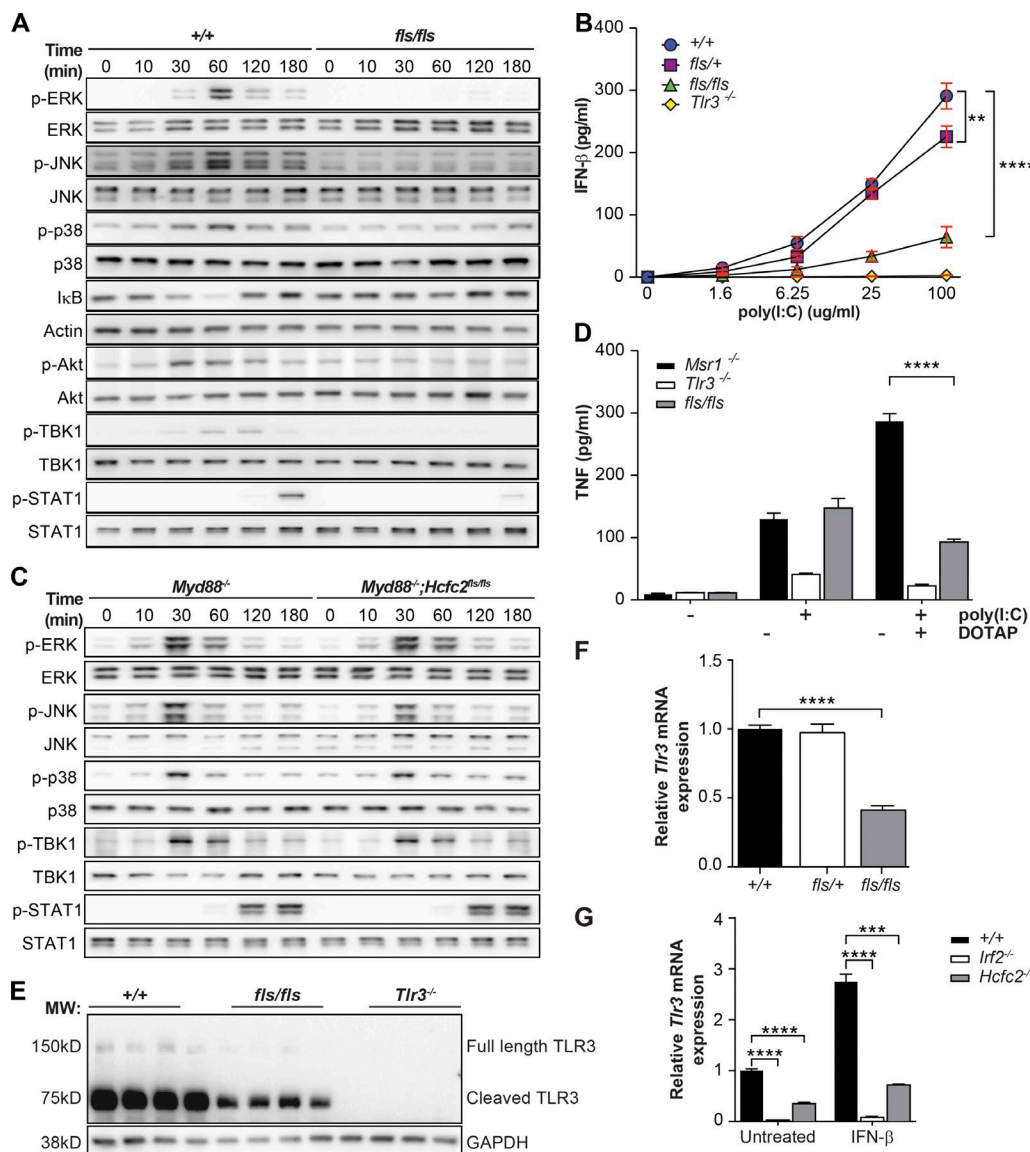 A
+/+ fls/fls
Time
(min) 0 10 30 60 120 180 0 10 30 60 120 180
p-ERK
ERK
p-JNK
JNK
p-p38
p38
IκB
Actin
p-Akt
Akt
p-TBK1
TBK1
p-STAT1
STAT1
B
+/+
fls/+
fls/fls
Tlr3 -/-
IFN-β (pg/ml)
400
300
200
100
0
0 1.6 6.25 25 100
poly(I:C) (ug/ml)
**
****
C
Myd88-/- Myd88-/-;Hcfc2fls/fls
Time
(min) 0 10 30 60 120 180 0 10 30 60 120 180
p-ERK
ERK
p-JNK
JNK
p-p38
p38
p-TBK1
TBK1
p-STAT1
STAT1
D
Msr1 -/-
Tlr3 -/-
fls/fls
TNF (pg/ml)
400
300
200
100
0
****
- + + poly(I:C)
- - + DOTAP
E
+/+ fls/fls Tlr3-/-
MW:
150kD Full length TLR3
75kD Cleaved TLR3
38kD GAPDH
F
Relative Tlr3 mRNA
expression
1.5
1.0
0.5
0.0
****
+/+ fls/+ fls/fls
G
Relative Tlr3 mRNA
expression
4
3
2
1
0
****
****
***
****
Untreated IFN-β
+/+
Irf2-/-
Hcfc2-/